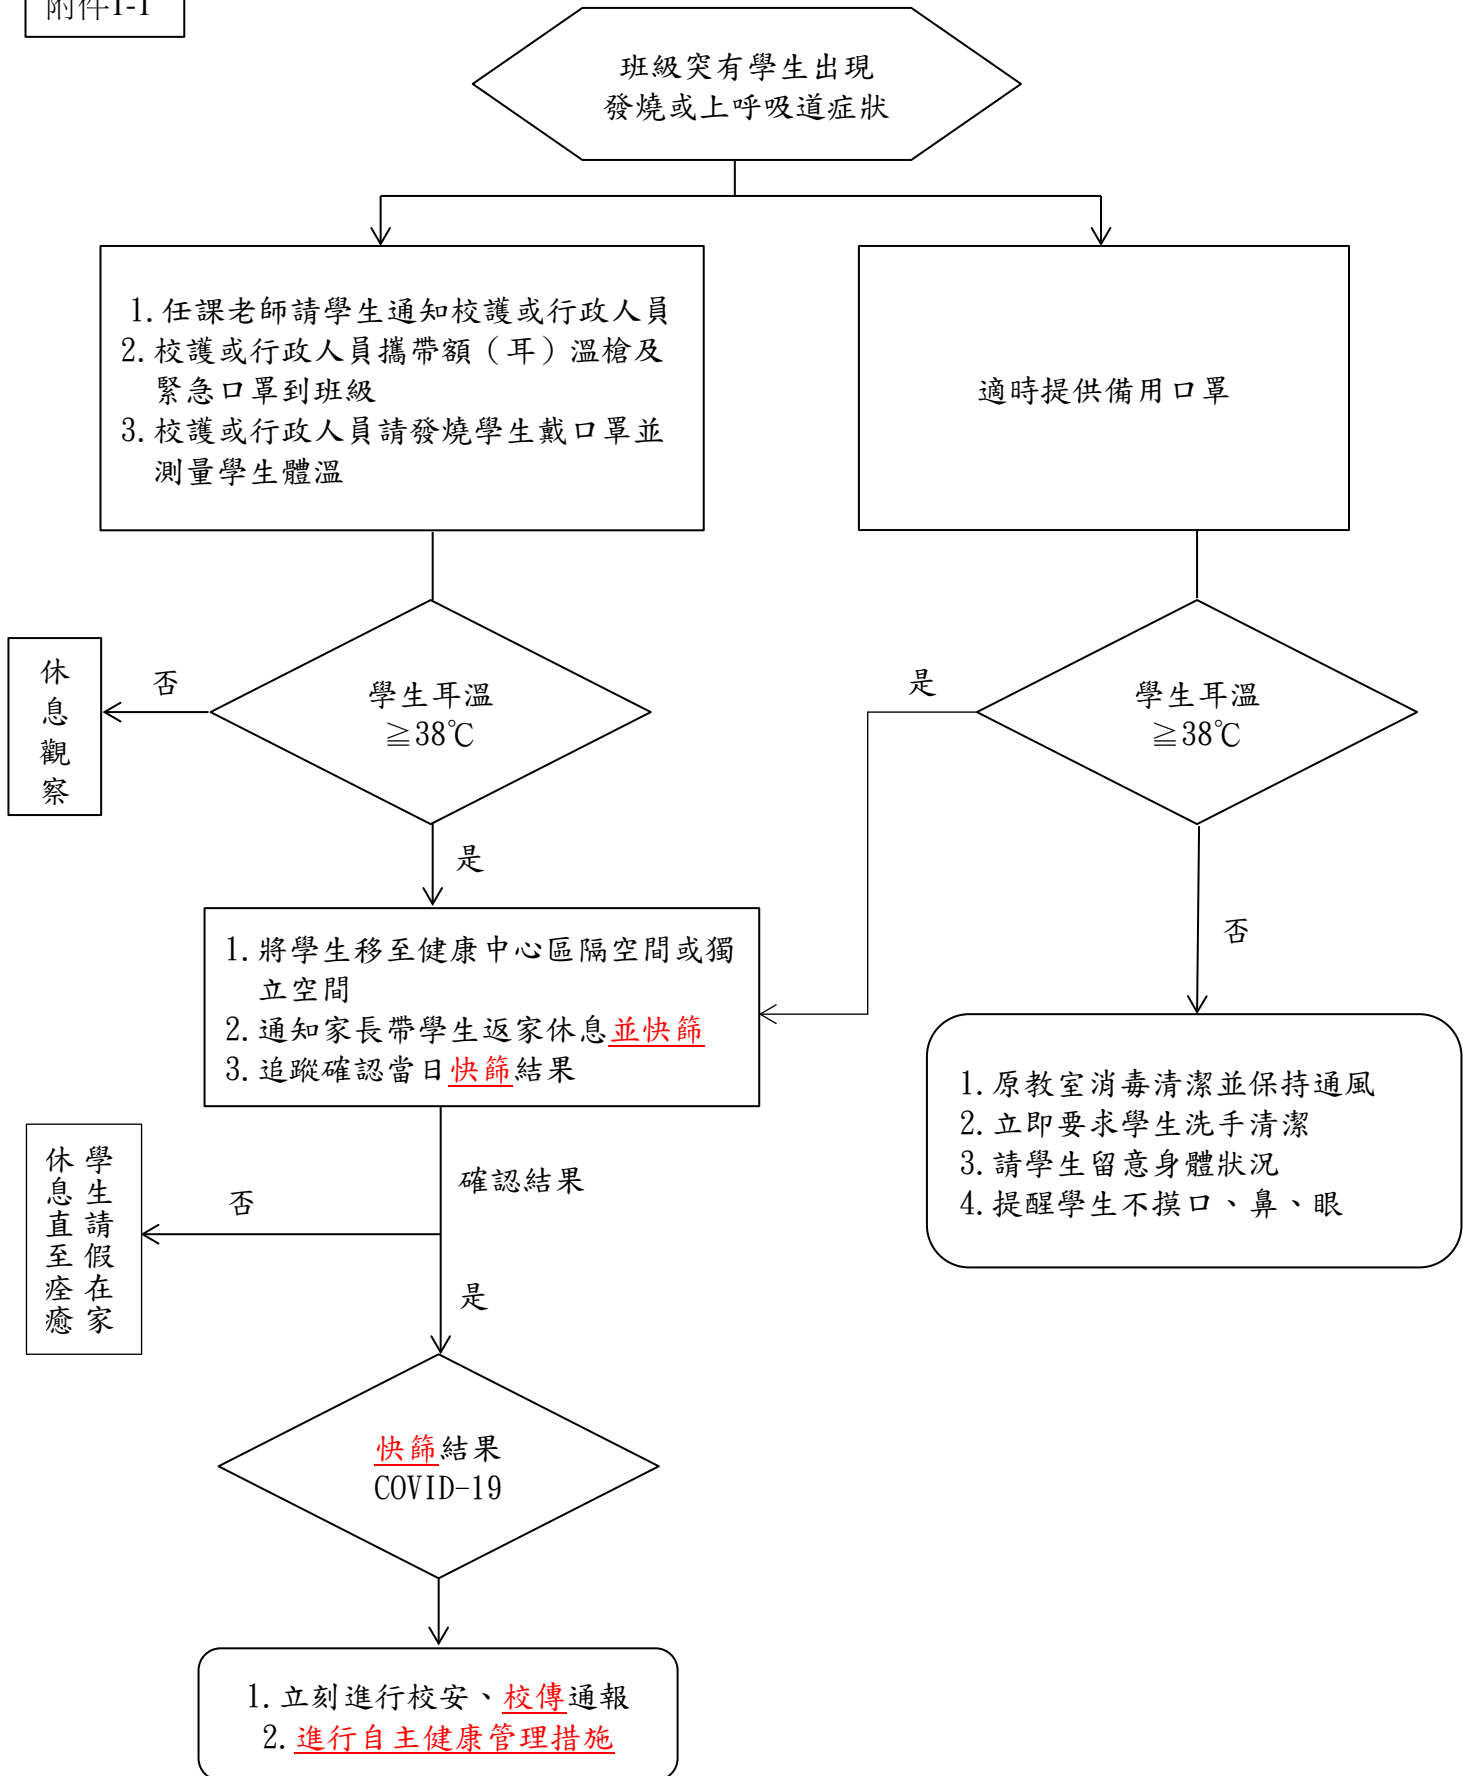 附件1-1
班級突有學生出現
發燒或上呼吸道症狀
1.任課老師請學生通知校護或行政人員
2.校護或行政人員攜帶額（耳）溫槍及
緊急口罩到班級
3.校護或行政人員請發燒學生戴口罩並
測量學生體溫
適時提供備用口罩
學生耳溫
≧38℃
否
休息觀察
是
學生耳溫
≧38℃
是
否
1.將學生移至健康中心區隔空間或獨
立空間
2.通知家長帶學生返家休息並快篩
3.追蹤確認當日快篩結果
1.原教室消毒清潔並保持通風
2.立即要求學生洗手清潔
3.請學生留意身體狀況
4.提醒學生不摸口、鼻、眼
確認結果
否
學生請假在家
休息直至痊癒
是
快篩結果
COVID-19
1.立刻進行校安、校傳通報
2.進行自主健康管理措施